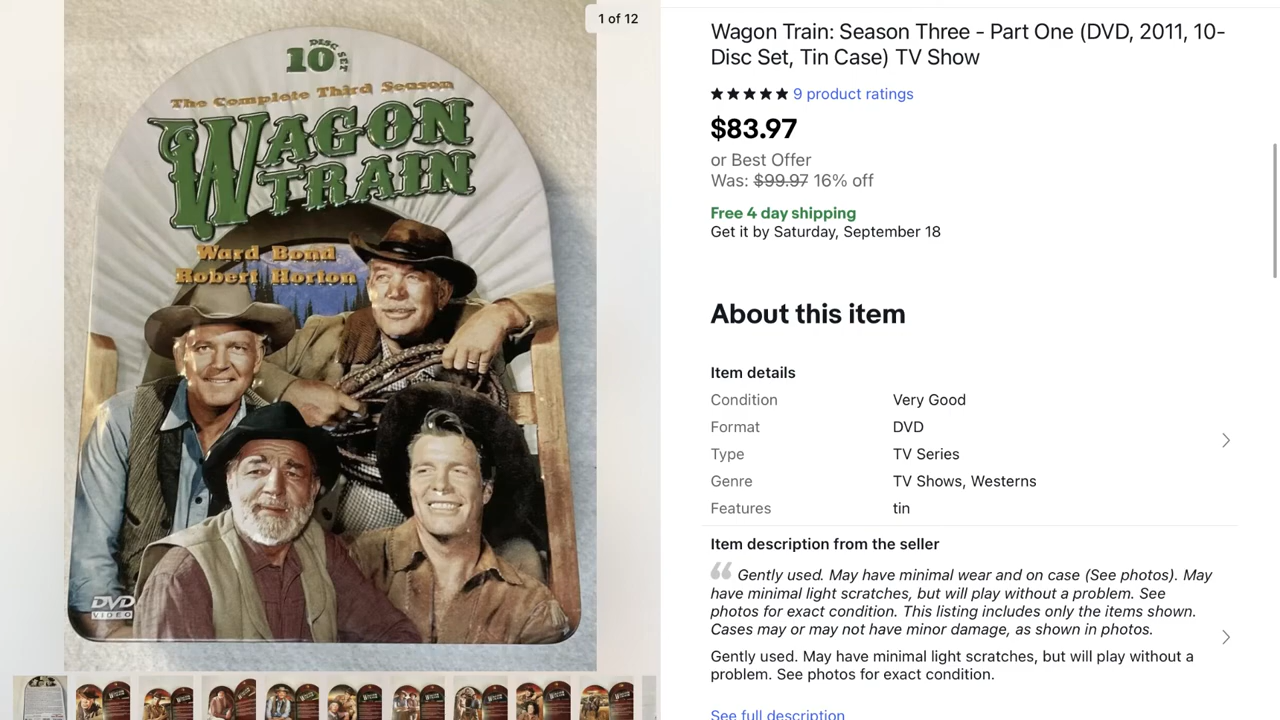 1 of 12
10 DISC SET
The Complete Third Season
WAGON
TRAIN
Ward Bond
Robert Horton
DVD
VIDEO
Wagon Train: Season Three - Part One (DVD, 2011, 10-
Disc Set, Tin Case) TV Show
9 product ratings
$83.97
or Best Offer
Was: $99.97 16% off
Free 4 day shipping
Get it by Saturday, September 18
About this item
Item details
Condition Very Good
Format DVD
Type TV Series
Genre TV Shows, Westerns
Features tin
Item description from the seller
“ Gently used. May have minimal wear and on case (See photos). May
have minimal light scratches, but will play without a problem. See
photos for exact condition. This listing includes only the items shown.
Cases may or may not have minor damage, as shown in photos.
Gently used. May have minimal light scratches, but will play without a
problem. See photos for exact condition.
See full description